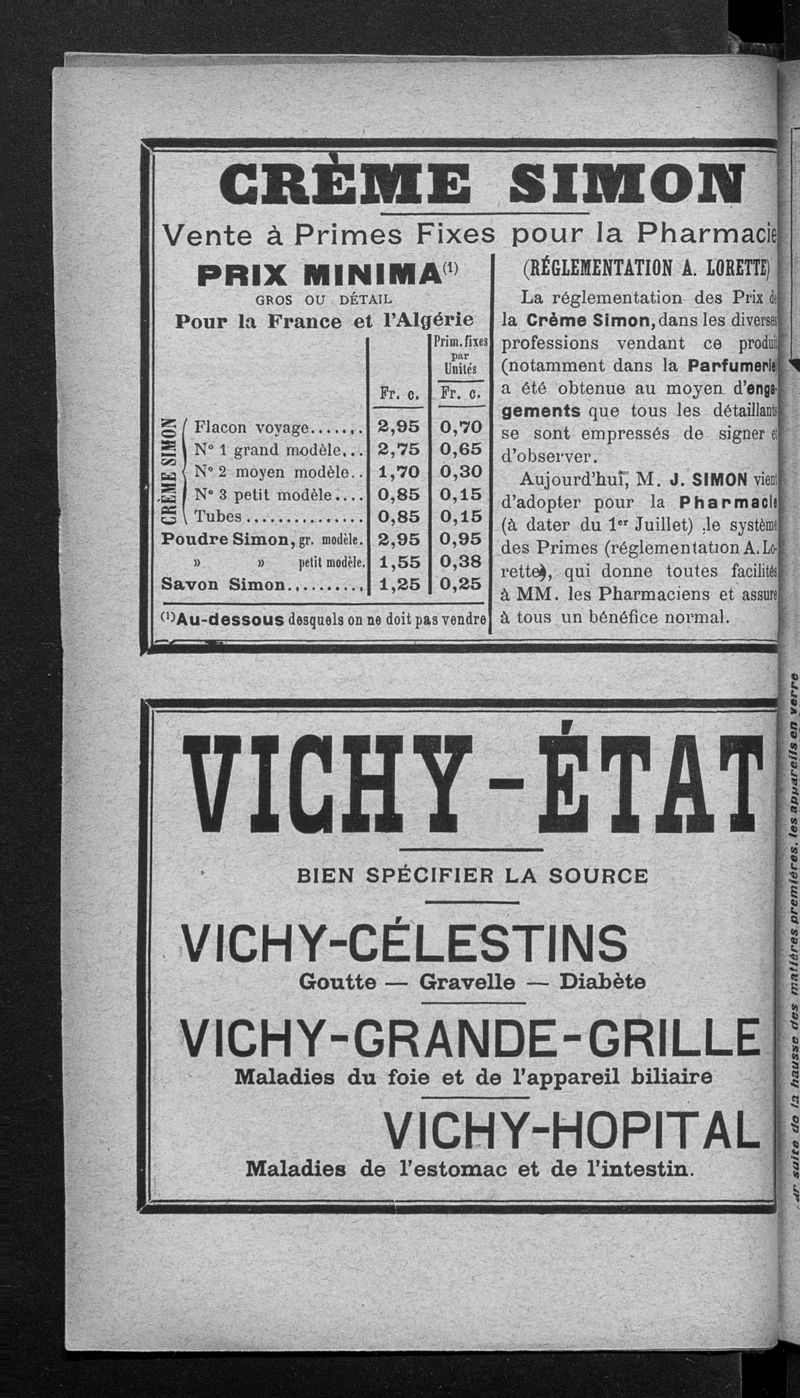 CRÈME SIMON
Vente à Primes Fixes pour la Pharmacie
PRIX MINIMA(1)
GROS OU DÉTAIL
Pour la France et l'Algérie
Prim. fixes
par
Unités
Fr. c. Fr. c.
CRÈME SIMON
Flacon voyage....... 2,95 0,70
N° 1 grand modèle... 2,75 0,65
N° 2 moyen modèle.. 1,70 0,30
N° 3 petit modèle.... 0,85 0,15
Tubes............... 0,85 0,15
Poudre Simon, gr. modèle. 2,95 0,95
» » petit modèle. 1,55 0,38
Savon Simon.......... 1,25 0,25
(1) Au-dessous desquels on ne doit pas vendre
(RÉGLEMENTATION A. LORETTE)
La réglementation des Prix de
la Crème Simon, dans les diverses
professions vendant ce produit
(notamment dans la Parfumerie
a été obtenue au moyen d'enga-
gements que tous les détaillants
se sont empressés de signer et
d'observer.
Aujourd'hui, M. J. SIMON vient
d'adopter pour la Pharmacie
(à dater du 1er Juillet) le système
des Primes (réglementation A. Lo-
rette), qui donne toutes facilités
à MM. les Pharmaciens et assure
à tous un bénéfice normal.
VICHY-ÉTAT
BIEN SPÉCIFIER LA SOURCE
VICHY-CÉLESTINS
Goutte — Gravelle — Diabète
VICHY-GRANDE-GRILLE
Maladies du foie et de l'appareil biliaire
VICHY-HOPITAL
Maladies de l'estomac et de l'intestin.
suite de la hausse des matières premières, les appareils en verre